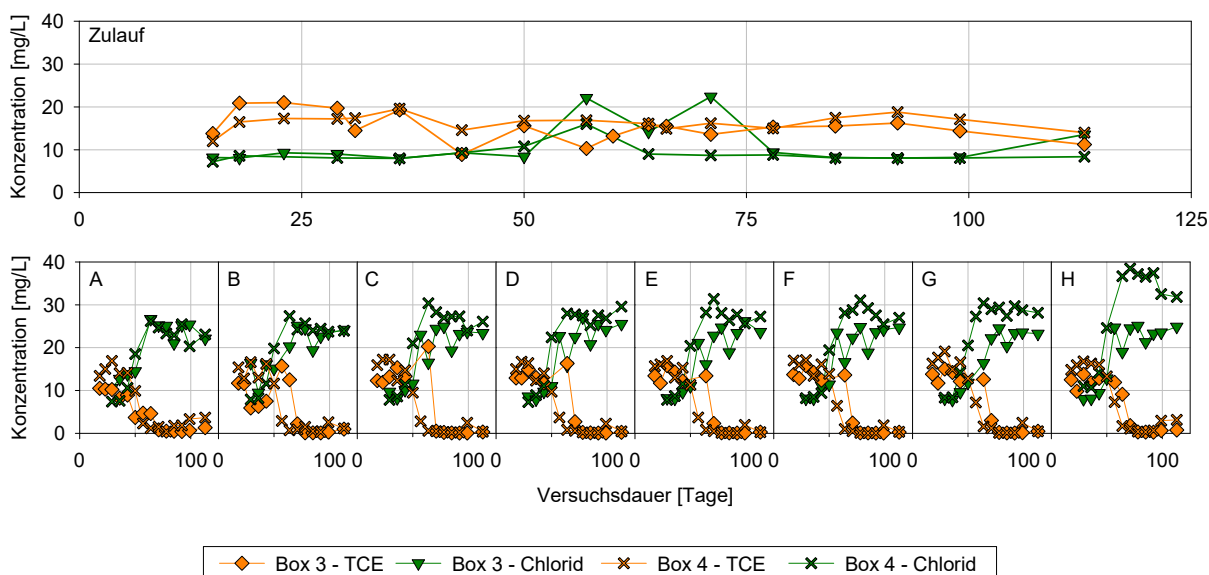 40
Zulauf
30
20
10
0
Konzentration [mg/L]
0 25 50 75 100 125
40
A B C D E F G H
30
20
10
0
Konzentration [mg/L]
0 100 0 100 0 100 0 100 0 100 0 100 0 100 0 100
Versuchsdauer [Tage]
Box 3 - TCE Box 3 - Chlorid Box 4 - TCE Box 4 - Chlorid